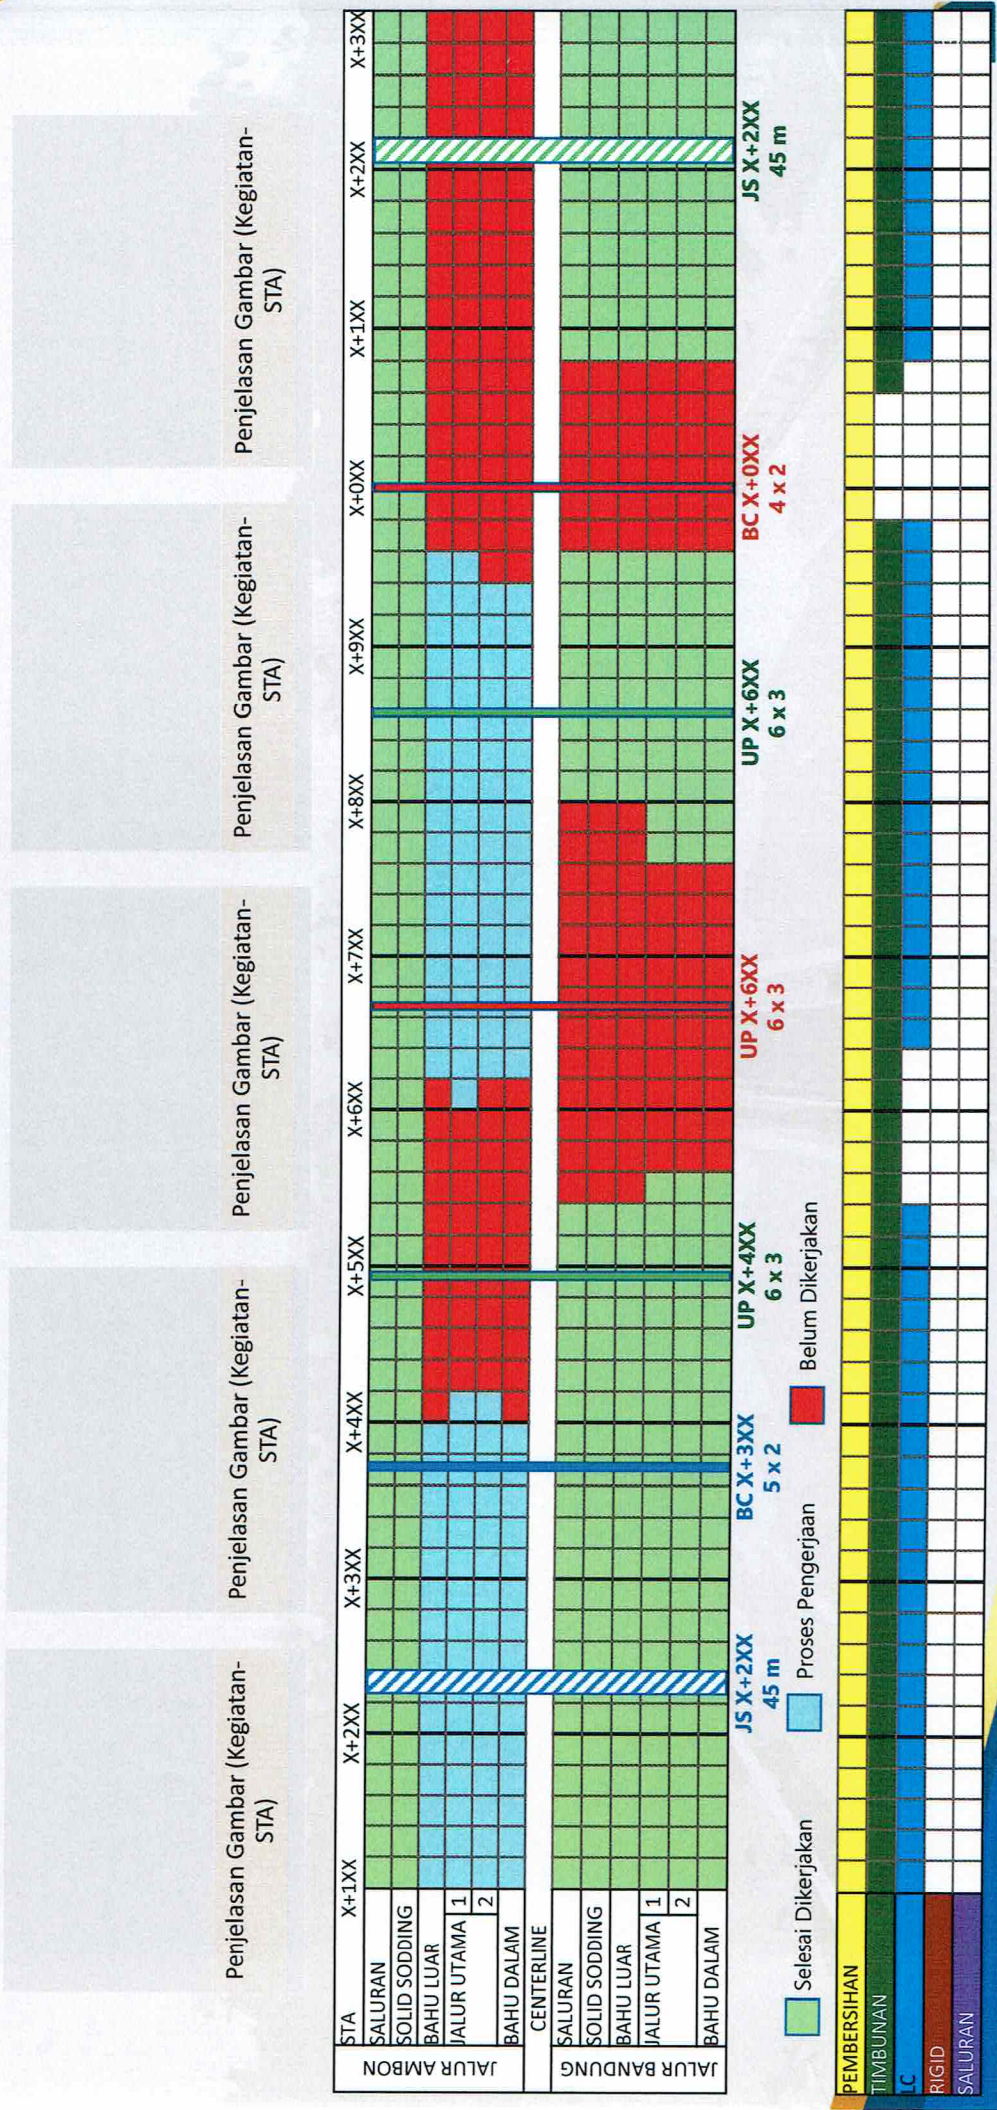 Penjelasan Gambar (Kegiatan-
STA)
Penjelasan Gambar (Kegiatan-
STA)
Penjelasan Gambar (Kegiatan-
STA)
Penjelasan Gambar (Kegiatan-
STA)
Penjelasan Gambar (Kegiatan-
STA)
STA X+1XX X+2XX X+3XX X+4XX X+5XX X+6XX X+7XX X+8XX X+9XX X+0XX X+1XX X+2XX X+3XX
JALUR AMBON
SALURAN
SOLID SODDING
BAHU LUAR
JALUR UTAMA 1
2
BAHU DALAM
CENTERLINE
JALUR BANDUNG
SALURAN
SOLID SODDING
BAHU LUAR
JALUR UTAMA 1
2
BAHU DALAM
JS X+2XX
45 m
BC X+3XX
5 x 2
UP X+4XX
6 x 3
UP X+6XX
6 x 3
UP X+6XX
6 x 3
BC X+0XX
4 x 2
JS X+2XX
45 m
Selesai Dikerjakan
Proses Pengerjaan
Belum Dikerjakan
PEMBERSIHAN
TIMBUNAN
LC
RIGID
SALURAN